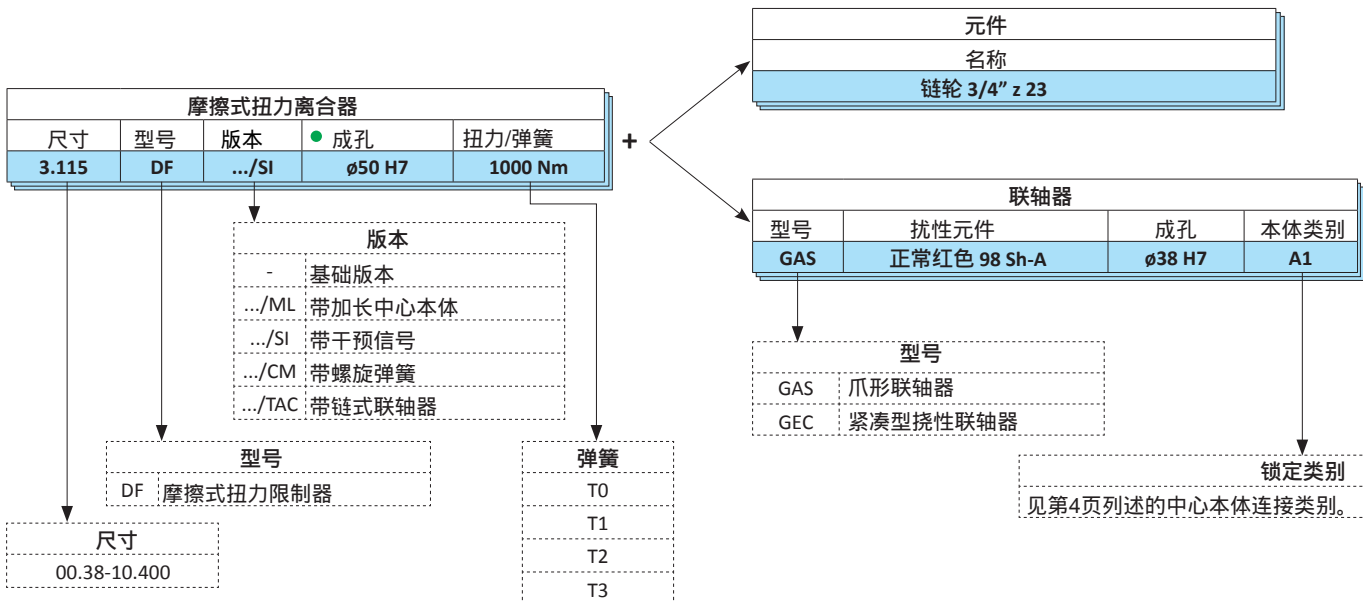 元件
名称
链轮 3/4” z 23
摩擦式扭力离合器
尺寸 型号 版本 成孔 扭力/弹簧
3.115 DF .../SI ø50 H7 1000 Nm
+
联轴器
型号 扰性元件 成孔 本体类别
GAS 正常红色 98 Sh-A ø38 H7 A1
版本
- 基础版本
.../ML 带加长中心本体
.../SI 带干预信号
.../CM 带螺旋弹簧
.../TAC 带链式联轴器
型号
GAS 爪形联轴器
GEC 紧凑型挠性联轴器
型号
DF 摩擦式扭力限制器
弹簧
T0
T1
T2
T3
锁定类别
见第4页列述的中心本体连接类别。
尺寸
00.38-10.400